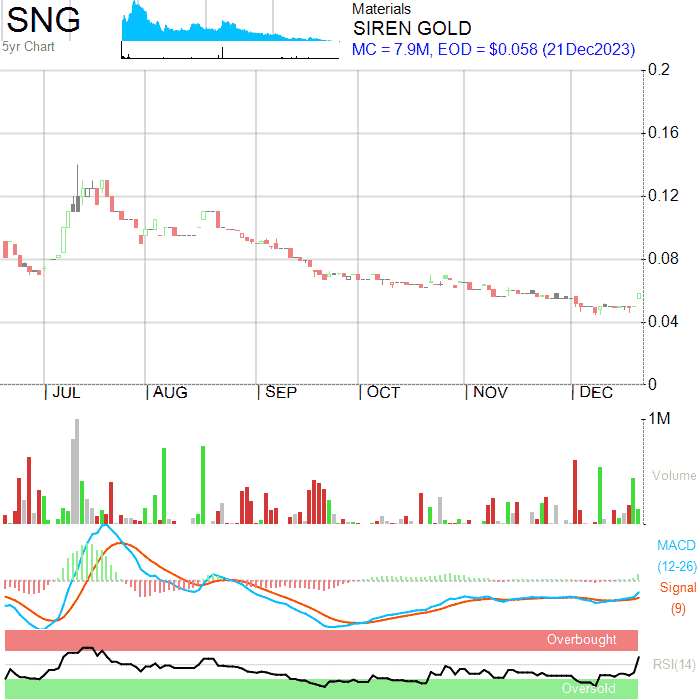 SNG
5yr Chart
Materials
SIREN GOLD
MC = 7.9M, EOD = $0.058 (21Dec2023)
0.2
0.16
0.12
0.08
0.04
0
JUL AUG SEP OCT NOV DEC
1M
Volume
MACD
(12-26)
Signal
(9)
Overbought
RSI(14)
Oversold